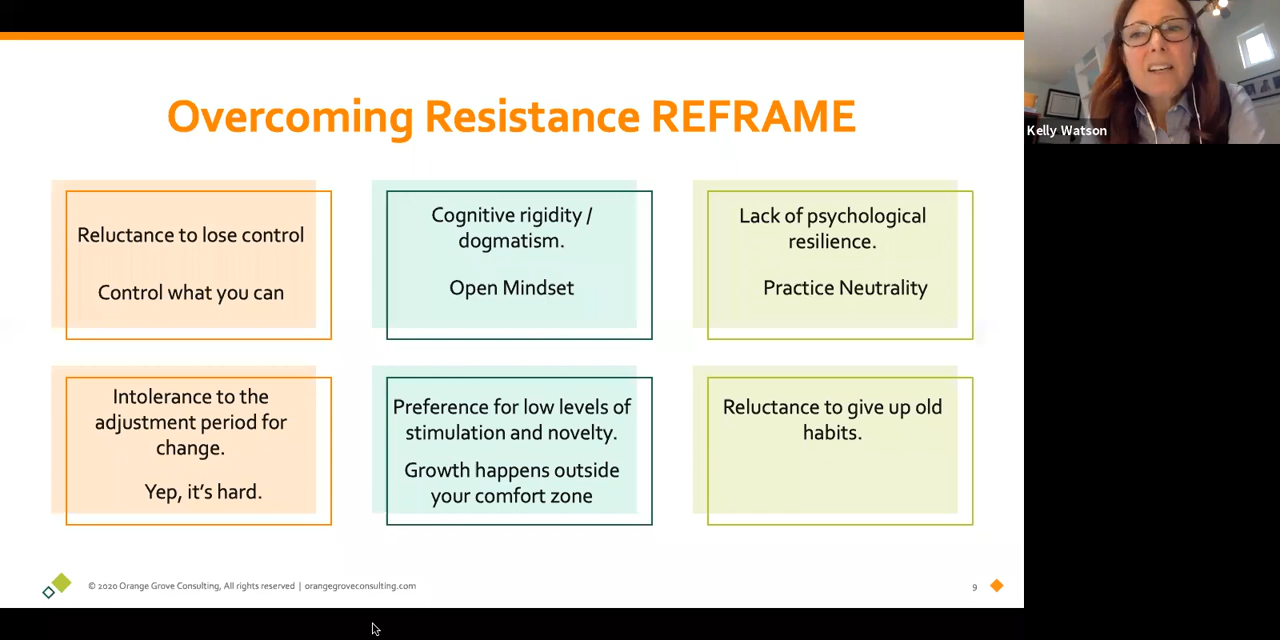 Overcoming Resistance REFRAME
Kelly Watson
Reluctance to lose control
Control what you can
Cognitive rigidity /
dogmatism.
Open Mindset
Lack of psychological
resilience.
Practice Neutrality
Intolerance to the
adjustment period for
change.
Yep, it's hard.
Preference for low levels of
stimulation and novelty.
Growth happens outside
your comfort zone
Reluctance to give up old
habits.
© 2020 Orange Grove Consulting, All rights reserved | orangegroveconsulting.com
9